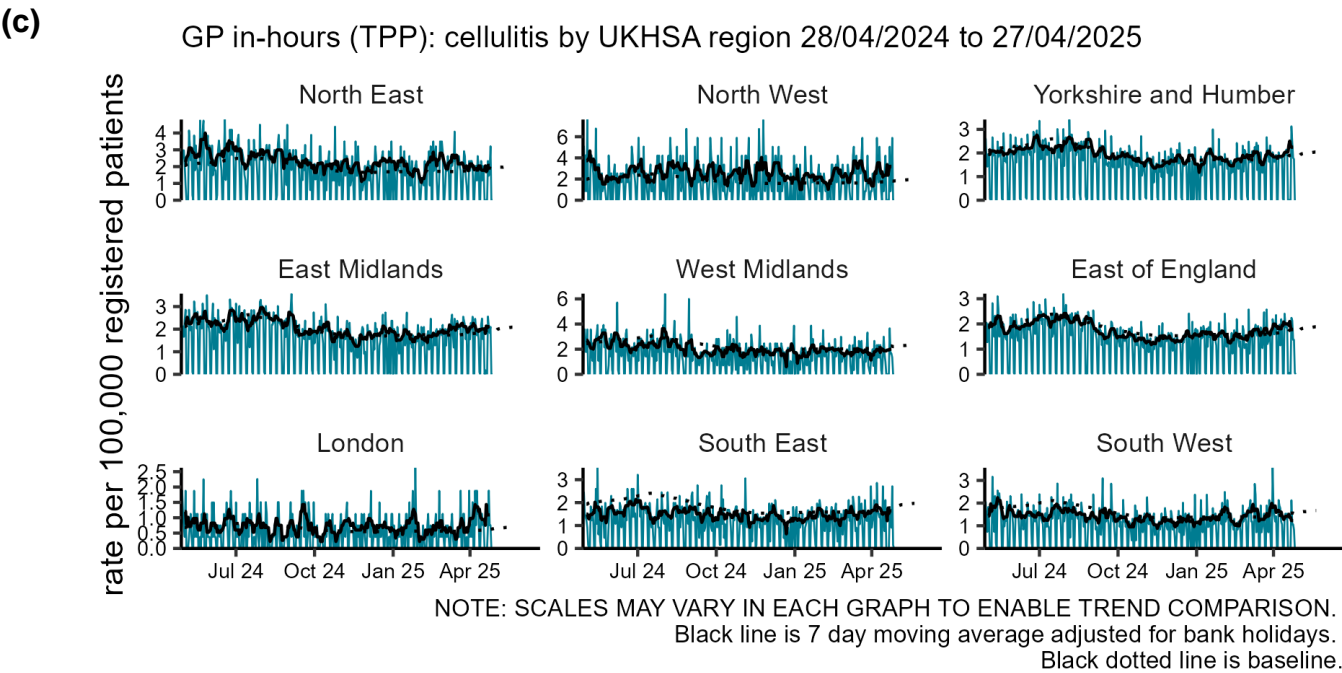 (c)
GP in-hours (TPP): cellulitis by UKHSA region 28/04/2024 to 27/04/2025
rate per 100,000 registered patients
North East
4
3
2
1
0
North West
6
4
2
0
Yorkshire and Humber
3
2
1
0
East Midlands
3
2
1
0
West Midlands
6
4
2
0
East of England
3
2
1
0
London
2.5
2.0
1.5
1.0
0.5
0.0
South East
3
2
1
0
South West
3
2
1
0
Jul 24 Oct 24 Jan 25 Apr 25
Jul 24 Oct 24 Jan 25 Apr 25
Jul 24 Oct 24 Jan 25 Apr 25
NOTE: SCALES MAY VARY IN EACH GRAPH TO ENABLE TREND COMPARISON.
Black line is 7 day moving average adjusted for bank holidays.
Black dotted line is baseline.